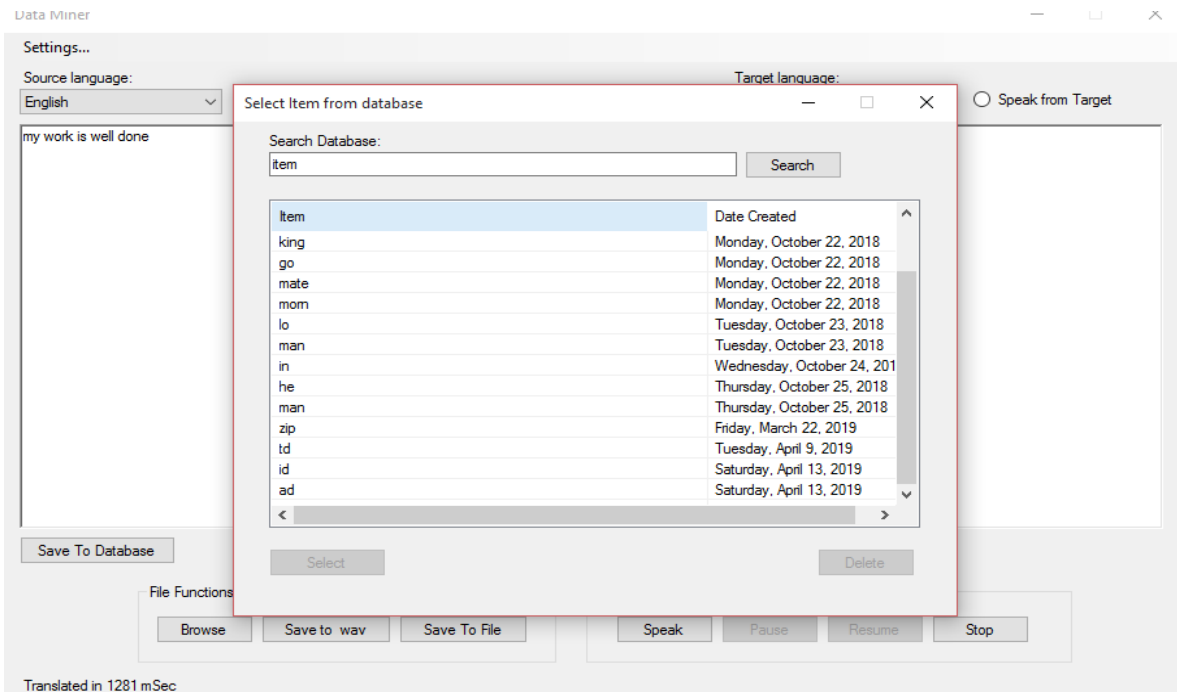 Data Miner
Settings...
Source language:
Target language:
English
Speak from Target
my work is well done
Select Item from database
Search Database:
item
Search
Item Date Created
king Monday, October 22, 2018
go Monday, October 22, 2018
mate Monday, October 22, 2018
morn Monday, October 22, 2018
lo Tuesday, October 23, 2018
man Tuesday, October 23, 2018
in Wednesday, October 24, 201
he Thursday, October 25, 2018
man Thursday, October 25, 2018
zip Friday, March 22, 2019
td Tuesday, April 9, 2019
id Saturday, April 13, 2019
ad Saturday, April 13, 2019
Select Delete
Save To Database
File Functions
Browse Save to wav Save To File Speak Pause Resume Stop
Translated in 1281 mSec